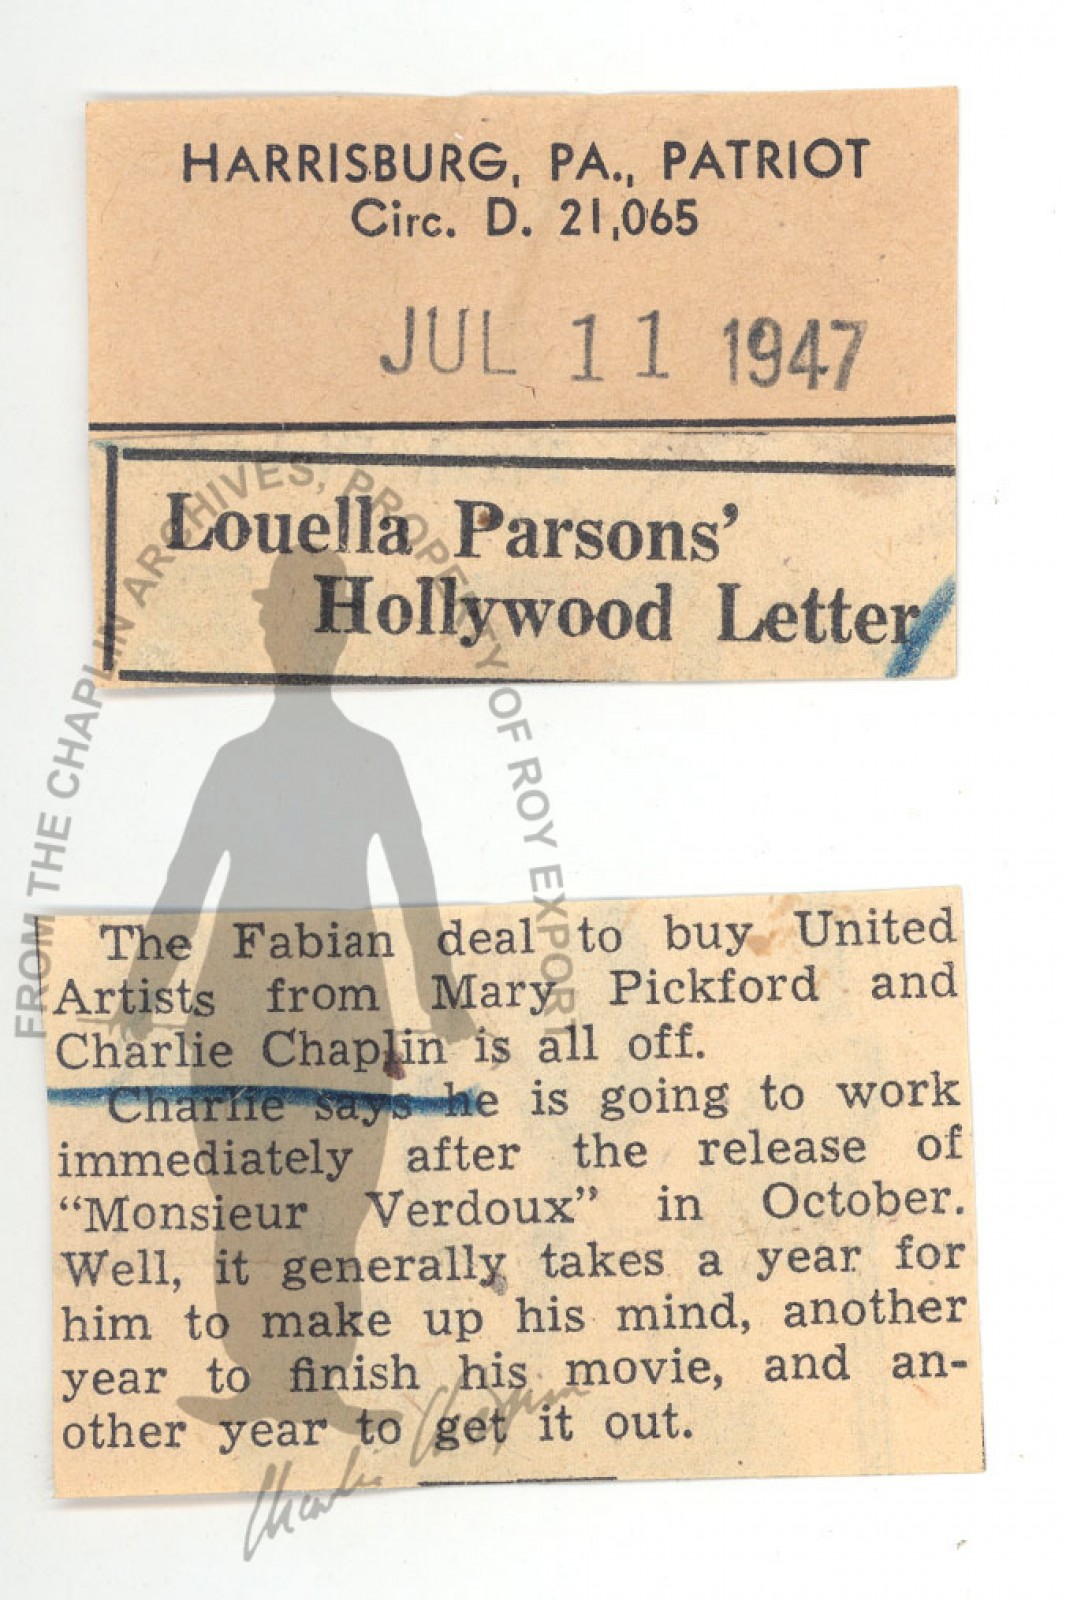 HARRISBURG, PA., PATRIOT
Circ. D. 21,065
JUL 11 1947
Louella Parsons’
Hollywood Letter
FROM THE CHAPLIN ARCHIVES, PROPERTY OF ROY EXPORT
The Fabian deal to buy United
Artists from Mary Pickford and
Charlie Chaplin is all off.
Charlie says he is going to work
immediately after the release of
“Monsieur Verdoux” in October.
Well, it generally takes a year for
him to make up his mind, another
year to finish his movie, and an-
other year to get it out.
Charlie Chaplin